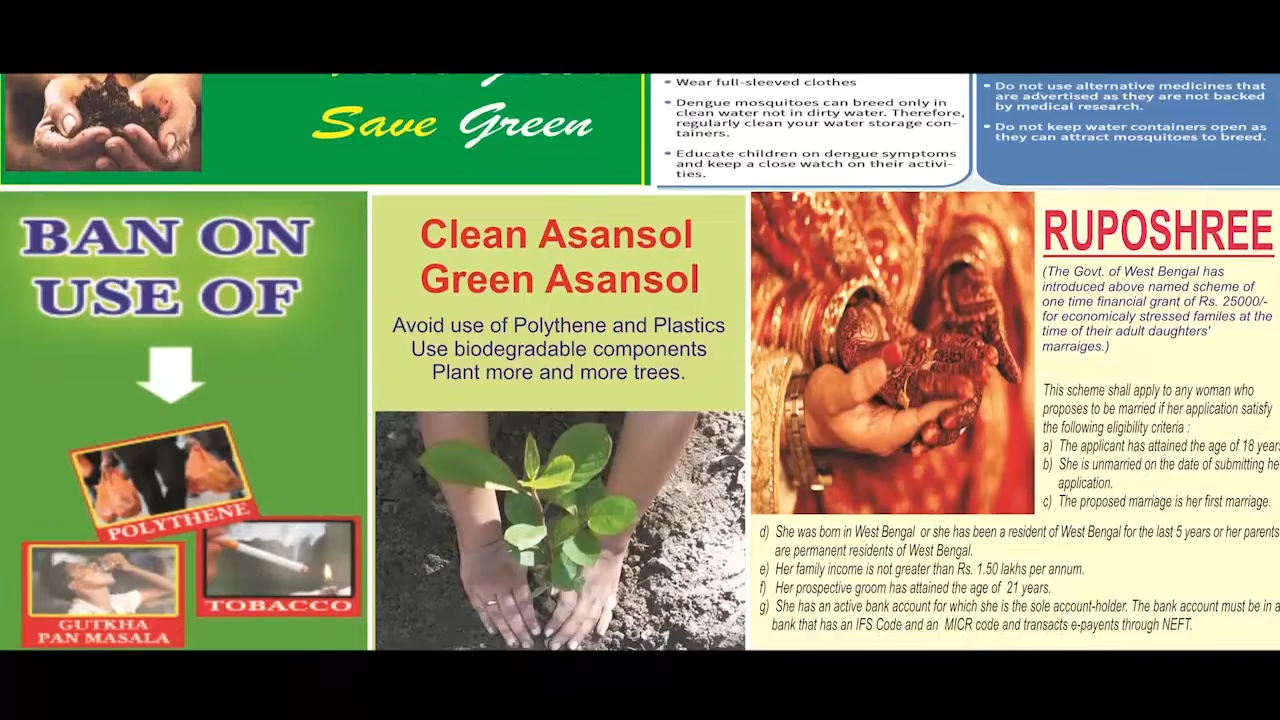 Save Green
• Wear full-sleeved clothes
• Dengue mosquitoes can breed only in
clean water not in dirty water. Therefore,
regularly clean your water storage con-
tainers.
• Educate children on dengue symptoms
and keep a close watch on their activi-
ties.
• Do not use alternative medicines that
are advertised as they are not backed
by medical research.
• Do not keep water containers open as
they can attract mosquitoes to breed.
BAN ON
USE OF
POLYTHENE
TOBACCO
GUTKHA
PAN MASALA
Clean Asansol
Green Asansol
Avoid use of Polythene and Plastics
Use biodegradable components
Plant more and more trees.
RUPOSHREE
(The Govt. of West Bengal has
introduced above named scheme of
one time financial grant of Rs. 25000/-
for economicaly stressed familes at the
time of their adult daughters'
marraiges.)
This scheme shall apply to any woman who
proposes to be married if her application satisfy
the following eligibility criteria :
a) The applicant has attained the age of 18 years
b) She is unmarried on the date of submitting he
application.
c) The proposed marriage is her first marriage.
d) She was born in West Bengal or she has been a resident of West Bengal for the last 5 years or her parents
are permanent residents of West Bengal.
e) Her family income is not greater than Rs. 1.50 lakhs per annum.
f) Her prospective groom has attained the age of 21 years.
g) She has an active bank account for which she is the sole account-holder. The bank account must be in a
bank that has an IFS Code and an MICR code and transacts e-payents through NEFT.